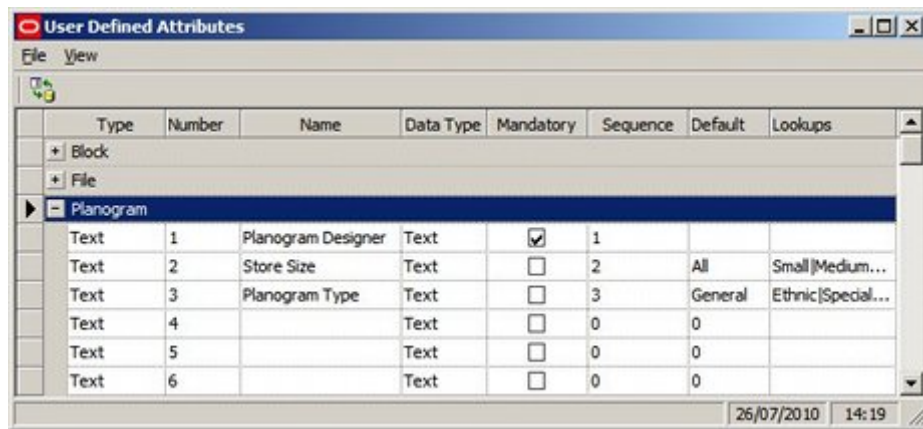 User Defined Attributes
File View
Type Number Name Data Type Mandatory Sequence Default Lookups
Block
File
Planogram
Text 1 Planogram Designer Text 1
Text 2 Store Size Text 2 All Small|Medium...
Text 3 Planogram Type Text 3 General Ethnic|Special...
Text 4 Text 0 0
Text 5 Text 0 0
Text 6 Text 0 0
26/07/2010 14:19